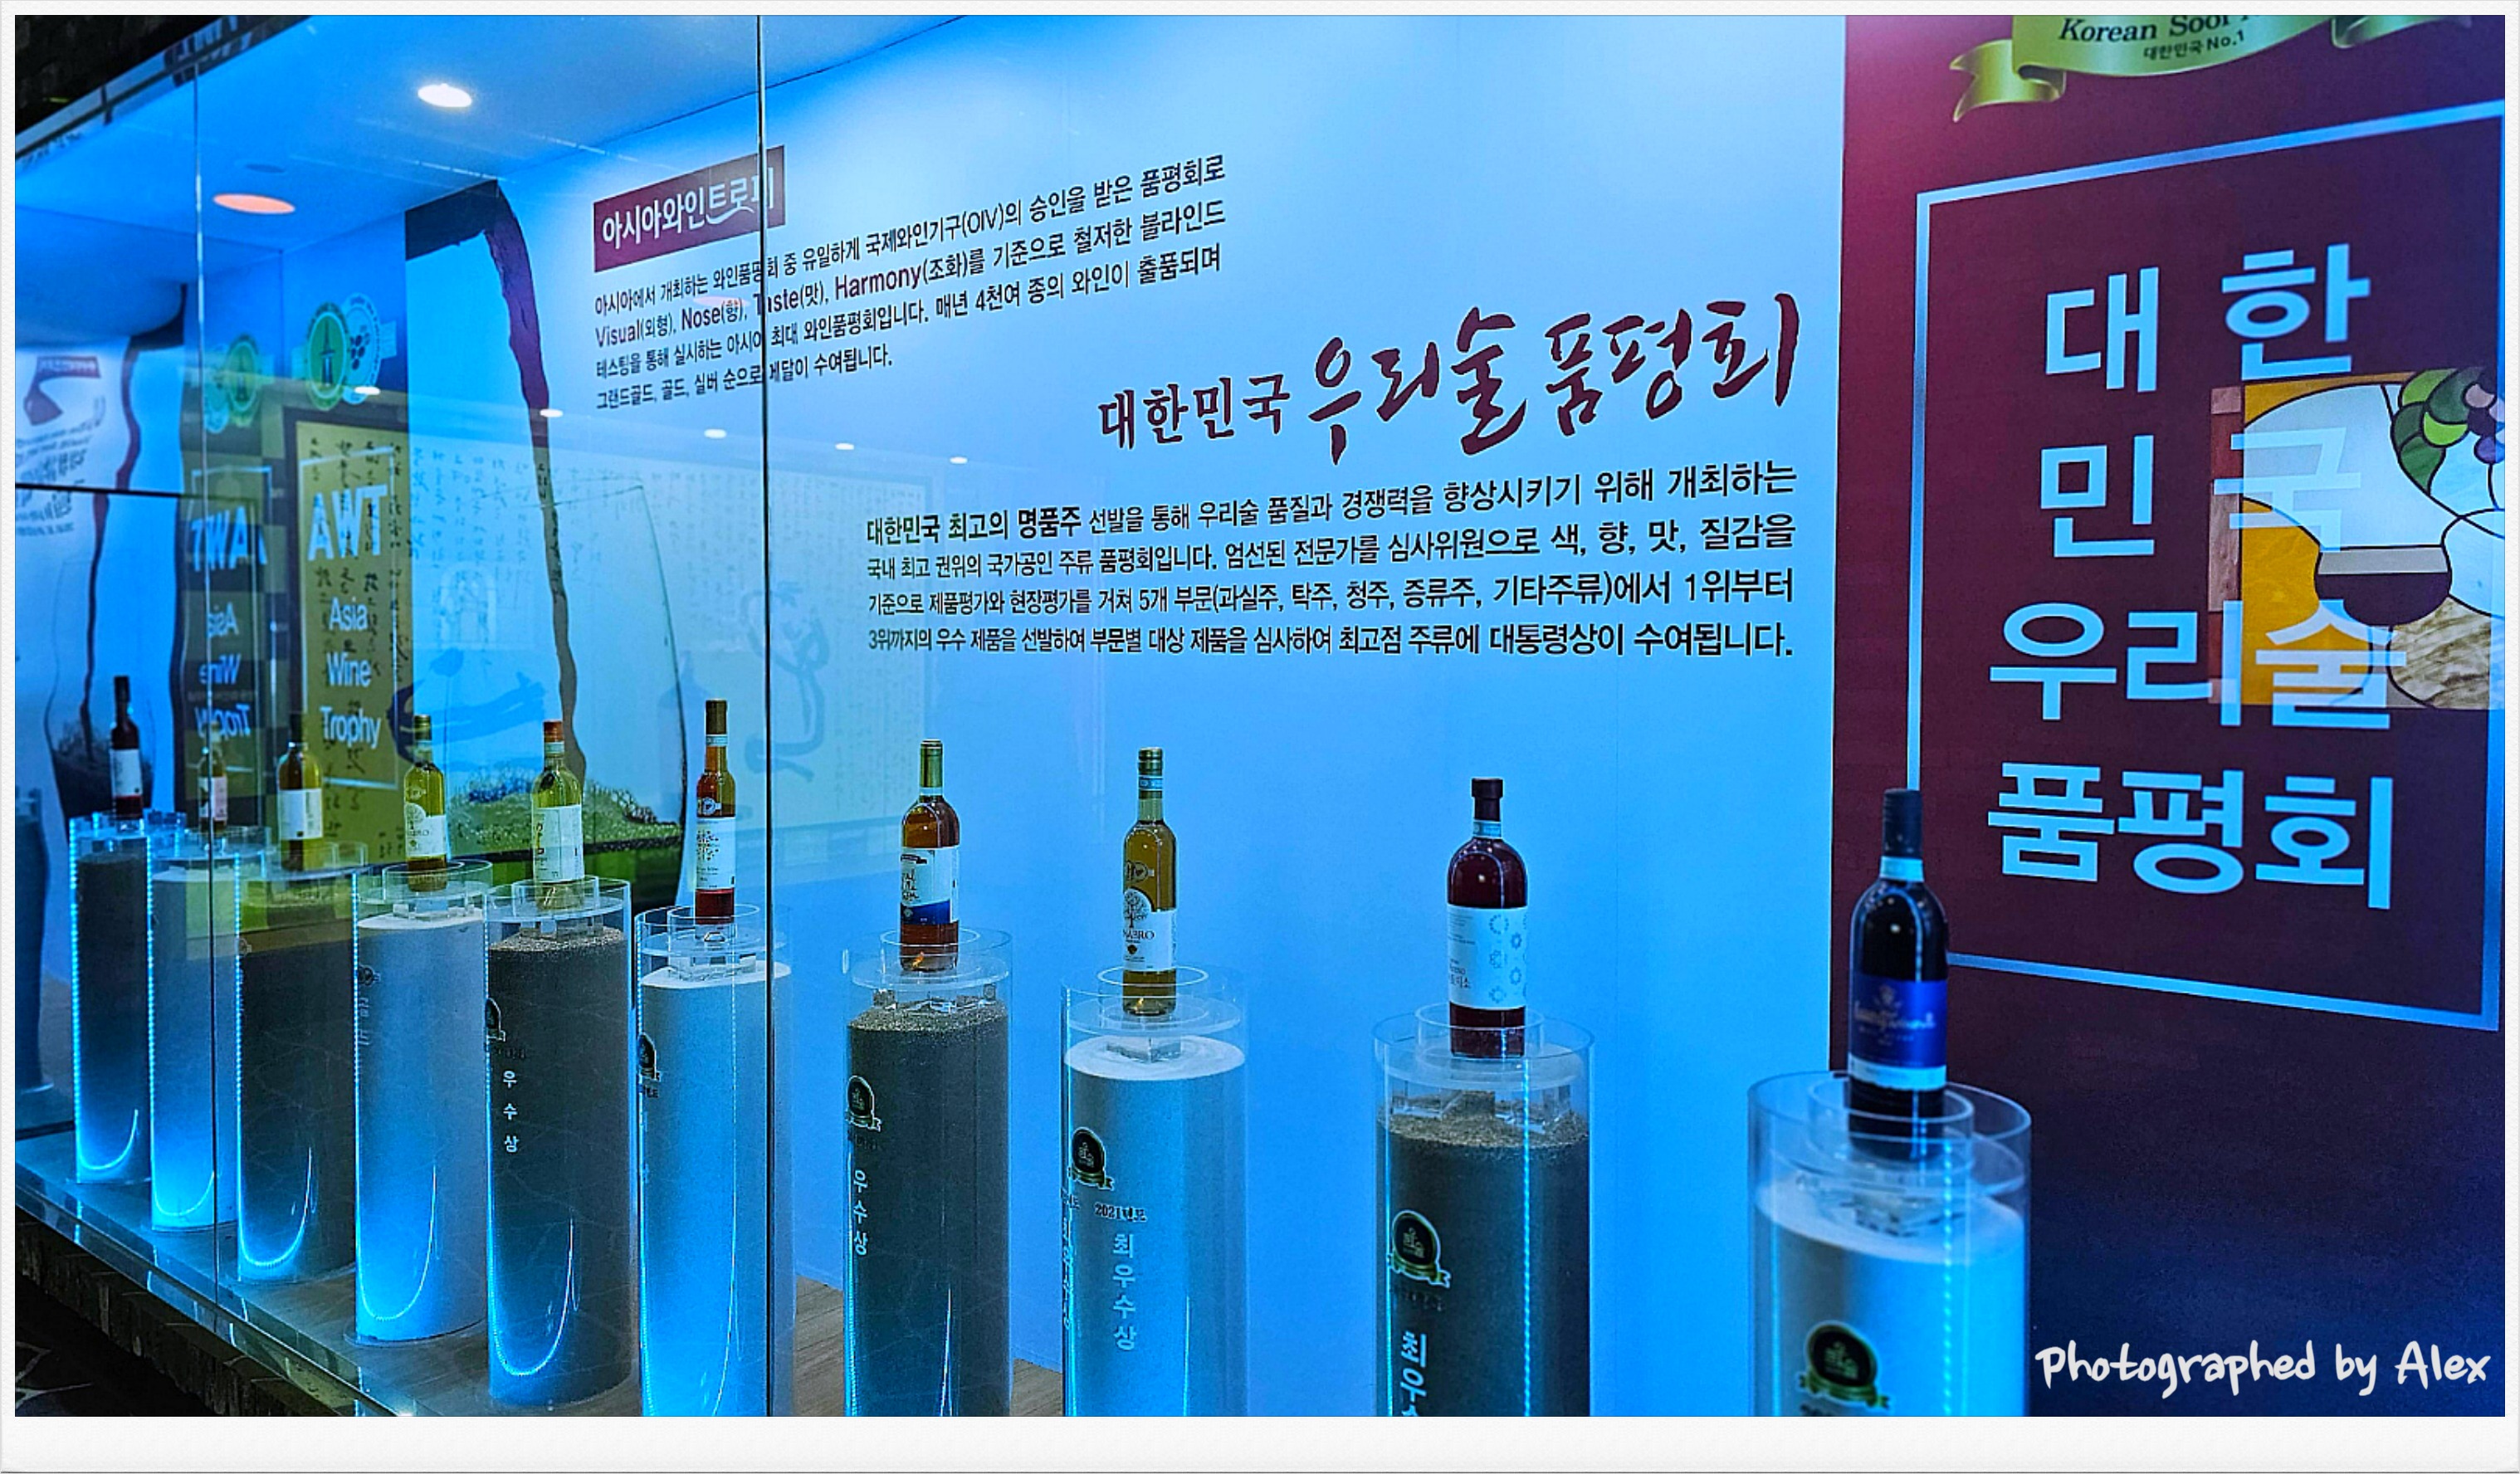 Korean Sool
대한민국 No.1
아시아와인트로피
아시아에서 개최하는 와인품평회 중 유일하게 국제와인기구(OIV)의 승인을 받은 품평회로
Visual(외형), Nose(향), Taste(맛), Harmony(조화)를 기준으로 철저한 블라인드
테스팅을 통해 실시하는 아시아 최대 와인품평회입니다. 매년 4천여 종의 와인이 출품되며
그랜드골드, 골드, 실버 순으로 메달이 수여됩니다.
대한민국 우리술 품평회
대한민국 최고의 명품주 선발을 통해 우리술 품질과 경쟁력을 향상시키기 위해 개최하는
국내 최고 권위의 국가공인 주류 품평회입니다. 엄선된 전문가를 심사위원으로 색, 향, 맛, 질감을
기준으로 제품평가와 현장평가를 거쳐 5개 부문(과실주, 탁주, 청주, 증류주, 기타주류)에서 1위부터
3위까지의 우수 제품을 선발하여 부문별 대상 제품을 심사하여 최고점 주류에 대통령상이 수여됩니다.
대한
민국
우리술
품평회
AWT
Asia
Wine
Trophy
우수상
우수상
2021년도
최우수상
최우
Photographed by Alex